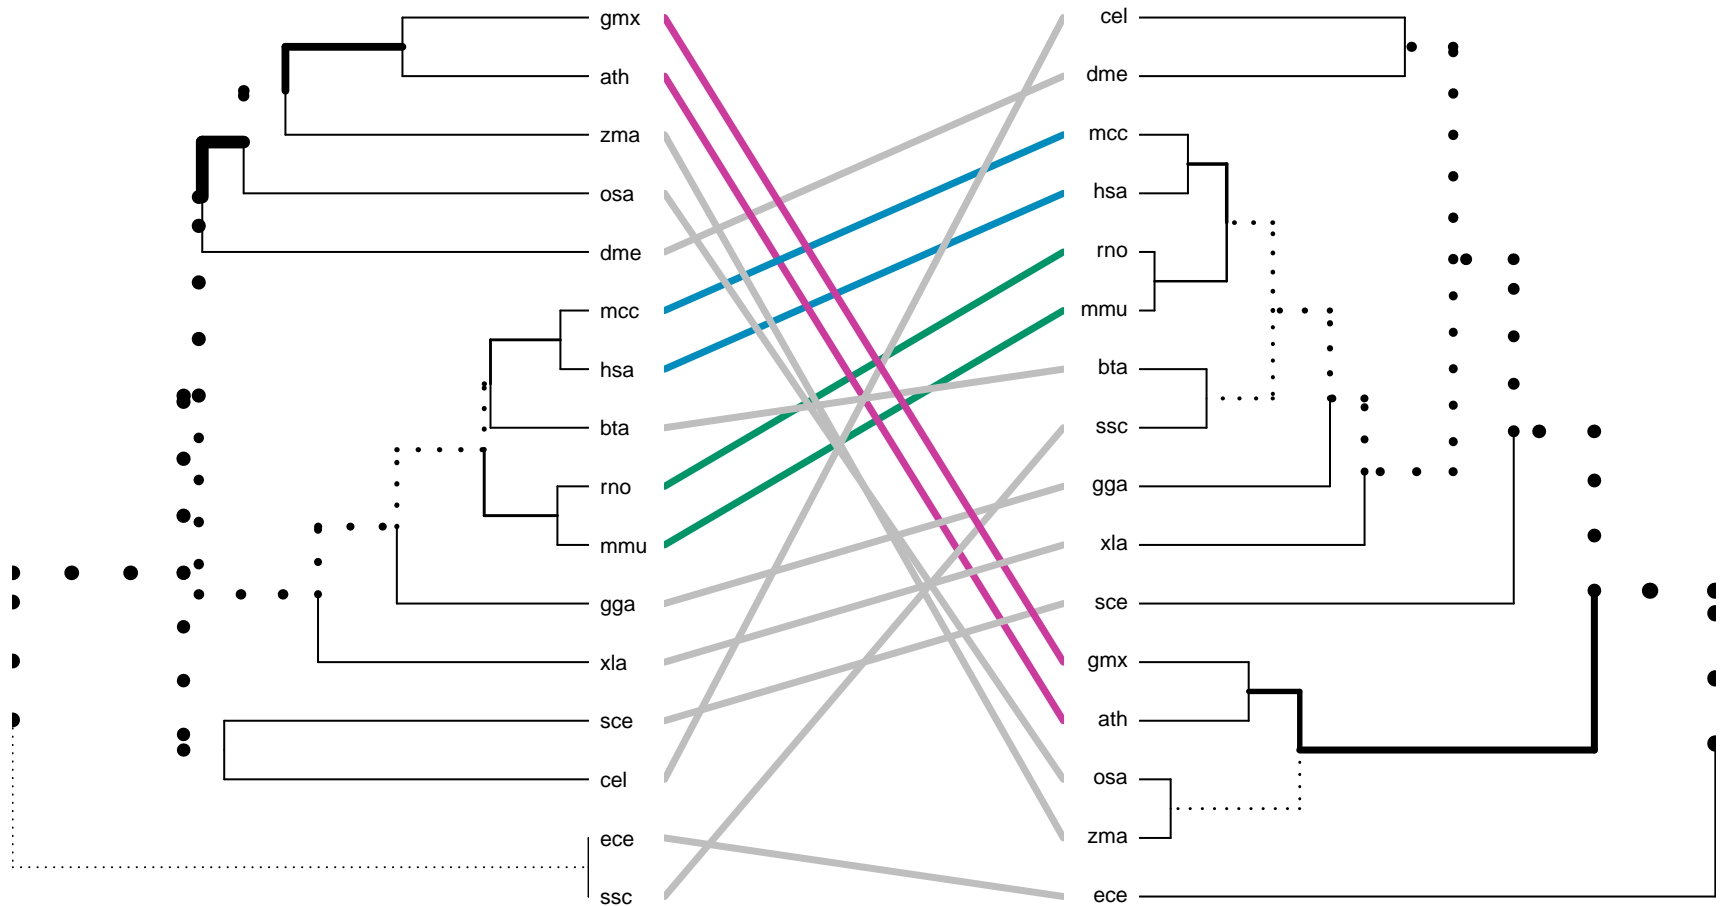 gmx
ath
zma
osa
dme
mcc
hsa
bta
rno
mmu
gga
xla
sce
cel
ece
ssc
cel
dme
mcc
hsa
rno
mmu
bta
ssc
gga
xla
sce
gmx
ath
osa
zma
ece